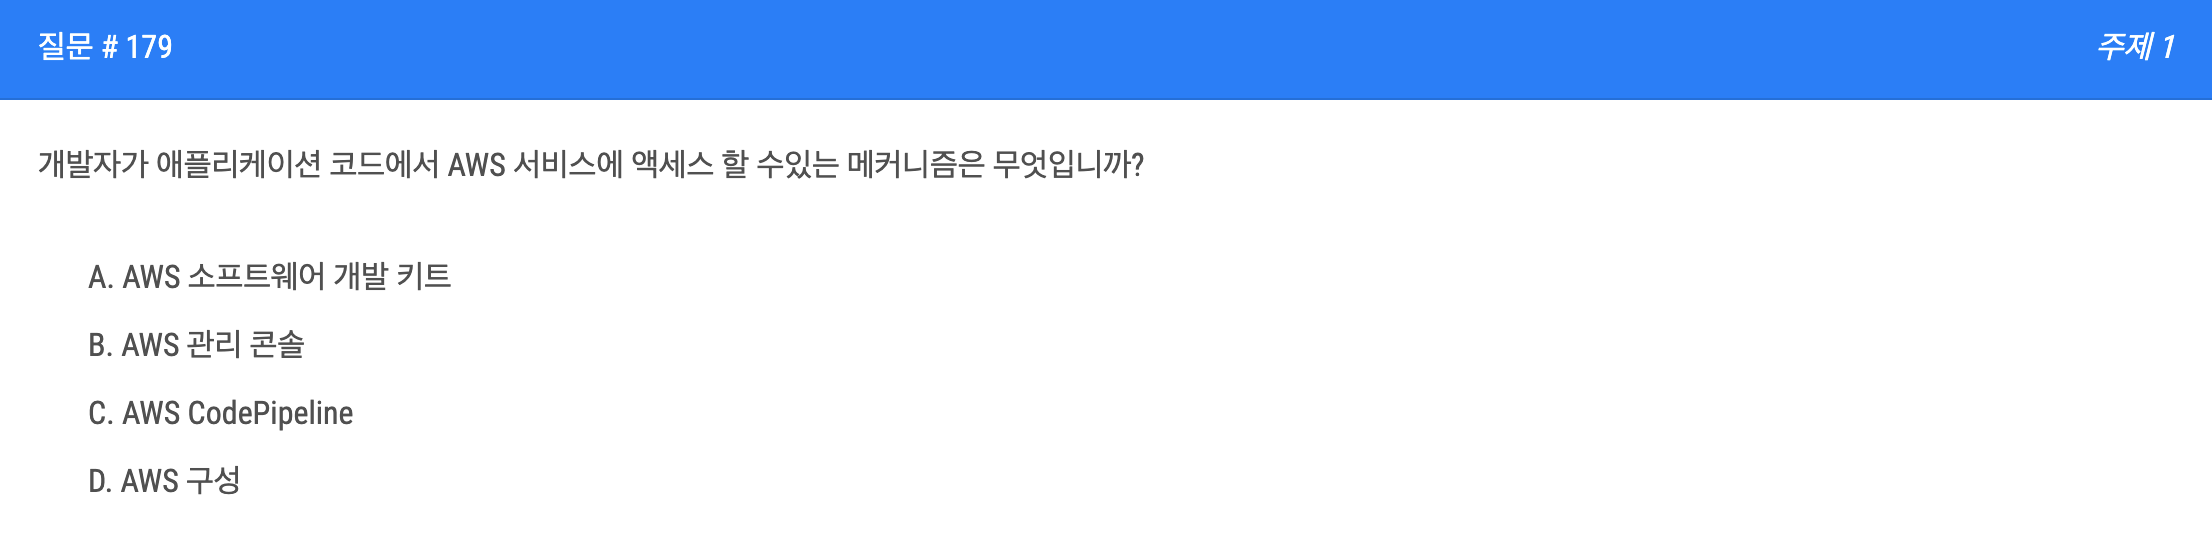 질문 # 179
주제 1
개발자가 애플리케이션 코드에서 AWS 서비스에 액세스 할 수있는 메커니즘은 무엇입니까?
A. AWS 소프트웨어 개발 키트
B. AWS 관리 콘솔
C. AWS CodePipeline
D. AWS 구성